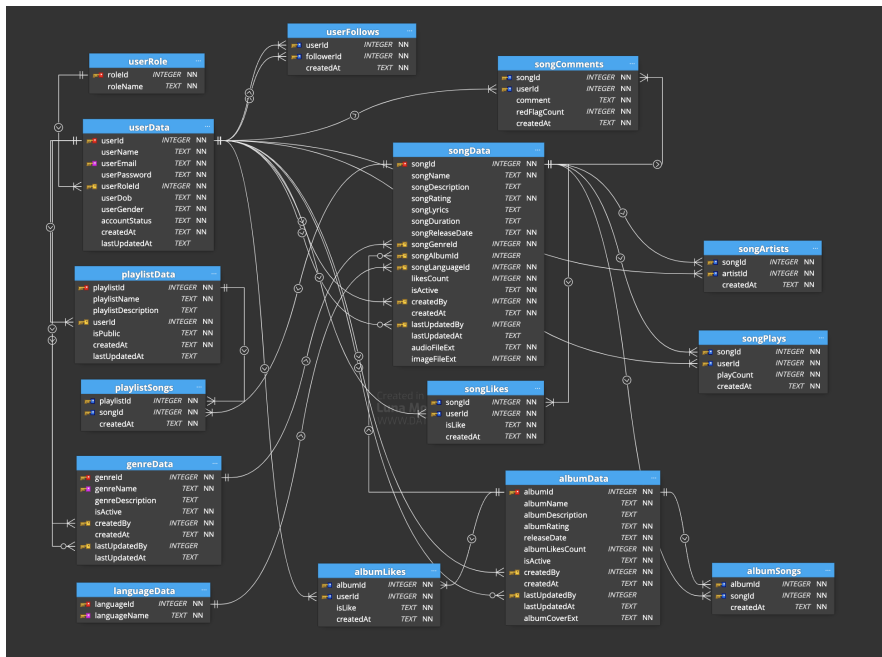 userFollows
userId INTEGER NN
followerId INTEGER NN
createdAt TEXT NN
userRole
roleId INTEGER NN
roleName TEXT NN
songComments
songId INTEGER NN
userId INTEGER NN
comment TEXT NN
redFlagCount INTEGER NN
createdAt TEXT NN
userData
userId INTEGER NN
userName TEXT NN
userEmail TEXT NN
userPassword TEXT NN
userRoleId INTEGER NN
userDob TEXT NN
userGender TEXT NN
accountStatus TEXT NN
createdAt TEXT NN
lastUpdatedAt TEXT
songData
songId INTEGER NN
songName TEXT NN
songDescription TEXT
songRating TEXT NN
songLyrics TEXT
songDuration TEXT
songReleaseDate TEXT NN
songGenreId INTEGER NN
songAlbumId INTEGER
songLanguageId INTEGER NN
likesCount INTEGER NN
isActive TEXT NN
createdBy INTEGER NN
createdAt TEXT NN
lastUpdatedBy INTEGER
lastUpdatedAt TEXT
audioFileExt TEXT NN
imageFileExt TEXT NN
songArtists
songId INTEGER NN
artistId INTEGER NN
createdAt TEXT NN
playlistData
playlistId INTEGER NN
playlistName TEXT NN
playlistDescription TEXT
userId INTEGER NN
isPublic TEXT NN
createdAt TEXT NN
lastUpdatedAt TEXT
songPlays
songId INTEGER NN
userId INTEGER NN
playCount INTEGER NN
createdAt TEXT NN
playlistSongs
playlistId INTEGER NN
songId INTEGER NN
createdAt TEXT NN
Created in
songLikes
songId INTEGER NN
userId INTEGER NN
isLike TEXT NN
createdAt TEXT NN
genreData
genreId INTEGER NN
genreName TEXT NN
genreDescription TEXT
isActive TEXT NN
createdBy INTEGER NN
createdAt TEXT NN
lastUpdatedBy INTEGER
lastUpdatedAt TEXT
albumData
albumId INTEGER NN
albumName TEXT NN
albumDescription TEXT
albumRating TEXT NN
releaseDate TEXT NN
albumLikesCount INTEGER NN
isActive TEXT NN
createdBy INTEGER NN
createdAt TEXT NN
lastUpdatedBy INTEGER
lastUpdatedAt TEXT
albumCoverExt TEXT NN
albumLikes
albumId INTEGER NN
userId INTEGER NN
isLike TEXT NN
createdAt TEXT NN
albumSongs
albumId INTEGER NN
songId INTEGER NN
createdAt TEXT NN
languageData
languageId INTEGER NN
languageName TEXT NN